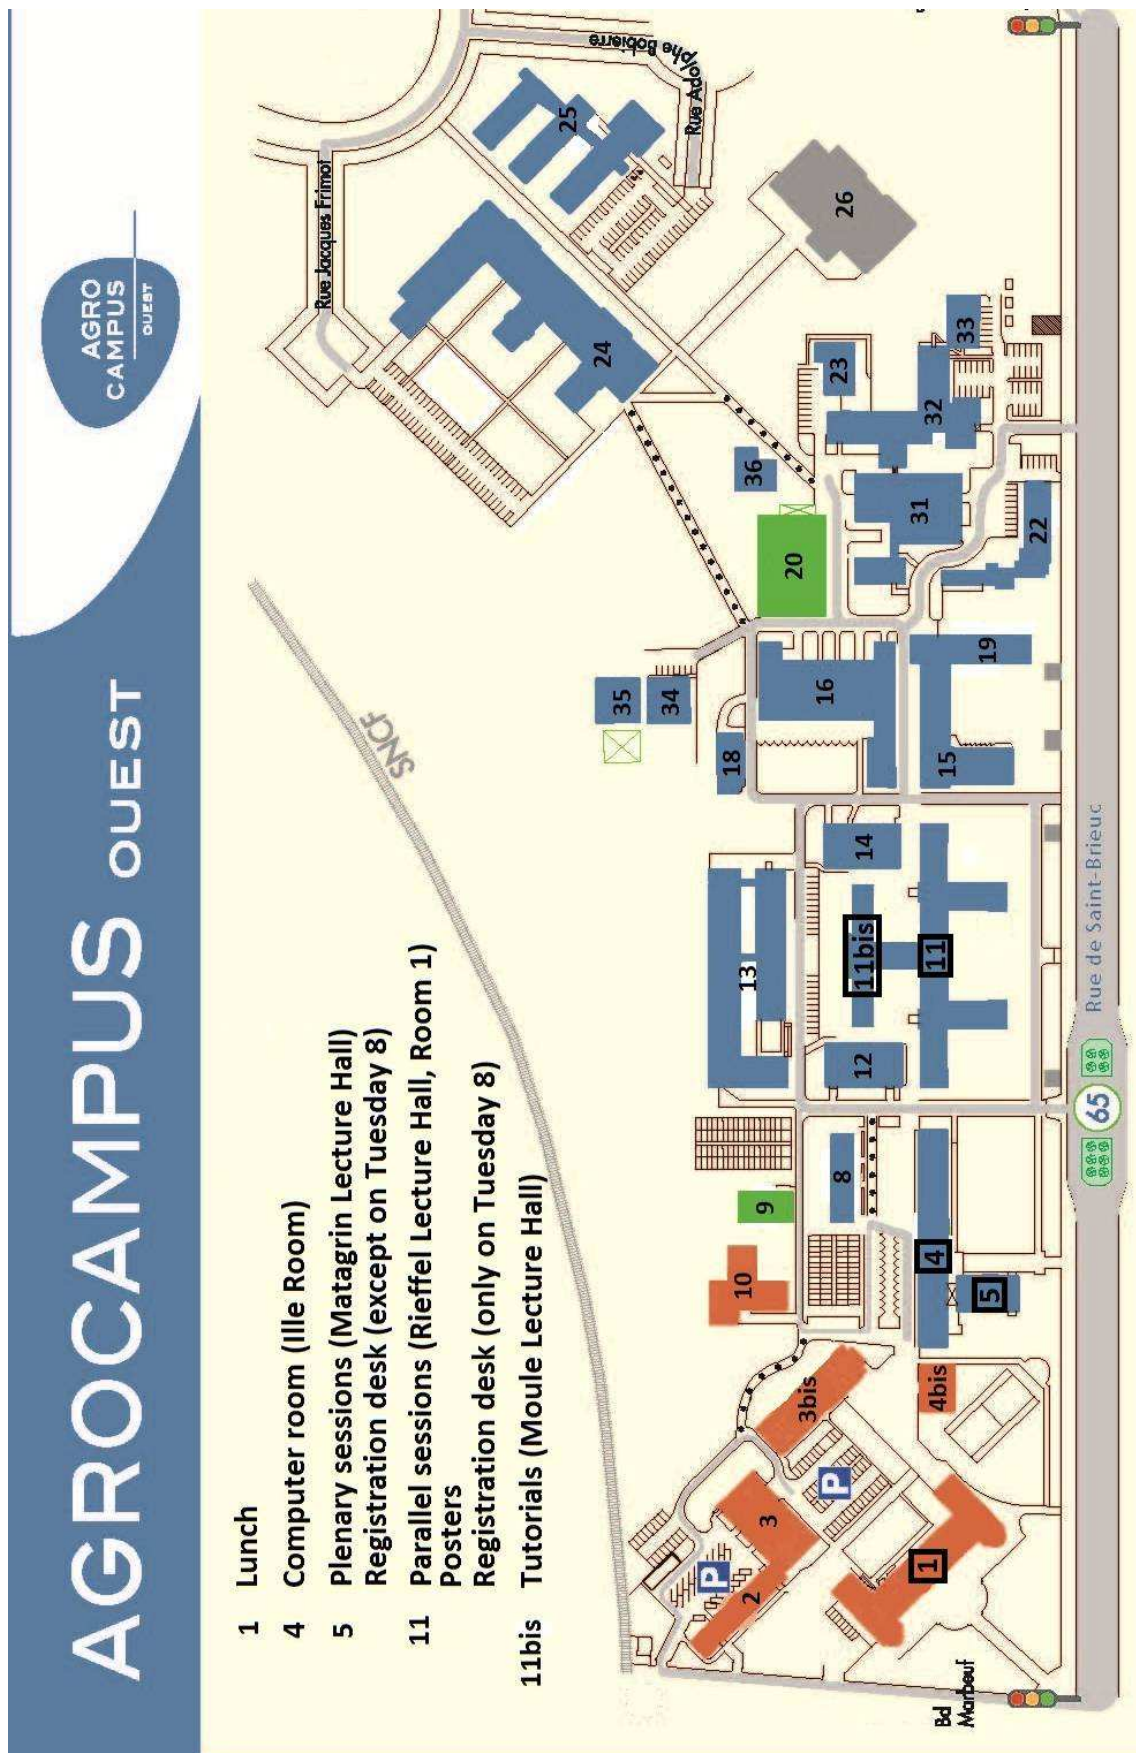 AGROCAMPUS OUEST
AGRO
CAMPUS
OUEST
1 Lunch
4 Computer room (Ille Room)
5 Plenary sessions (Matagrin Lecture Hall)
Registration desk (except on Tuesday 8)
11 Parallel sessions (Rieffel Lecture Hall, Room 1)
Posters
Registration desk (only on Tuesday 8)
11bis Tutorials (Moule Lecture Hall)
SNCF
Rue Jacques Frimot
Rue Adolphe Bobierre
25
24
26
35
34
36
20
23
18
16
31
32
33
13
14
19
22
15
11bis
11
12
9
8
10
4
5
3bis
4bis
P
3
P
2
1
65
Rue de Saint-Brieuc
Bd
Marbeuf